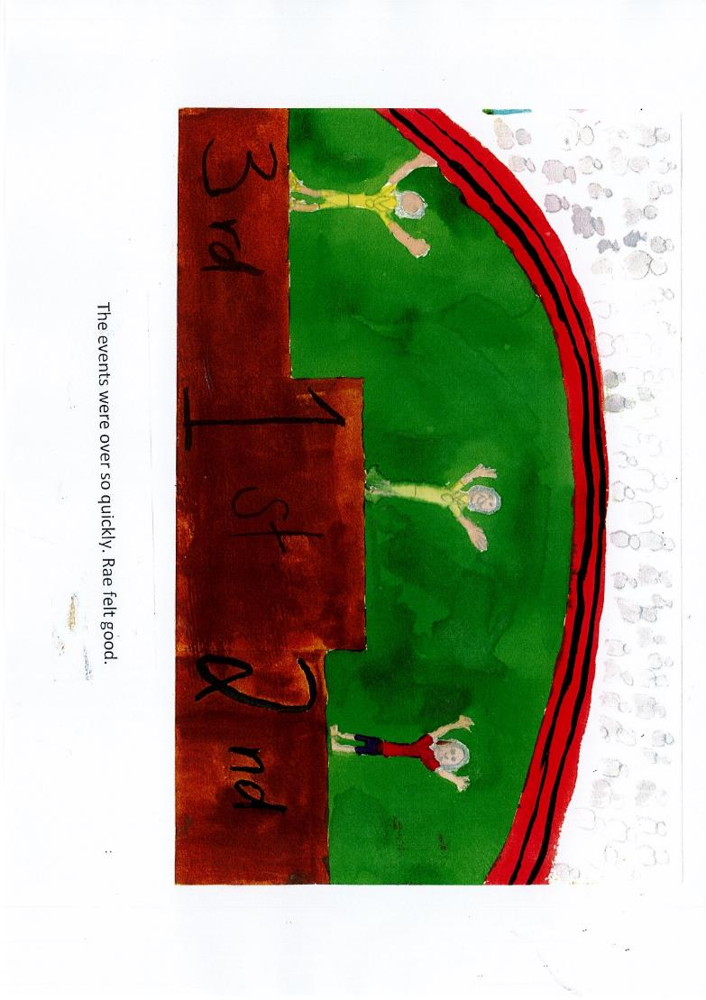 3rd
1st
2nd
The events were over so quickly. Rae felt good.